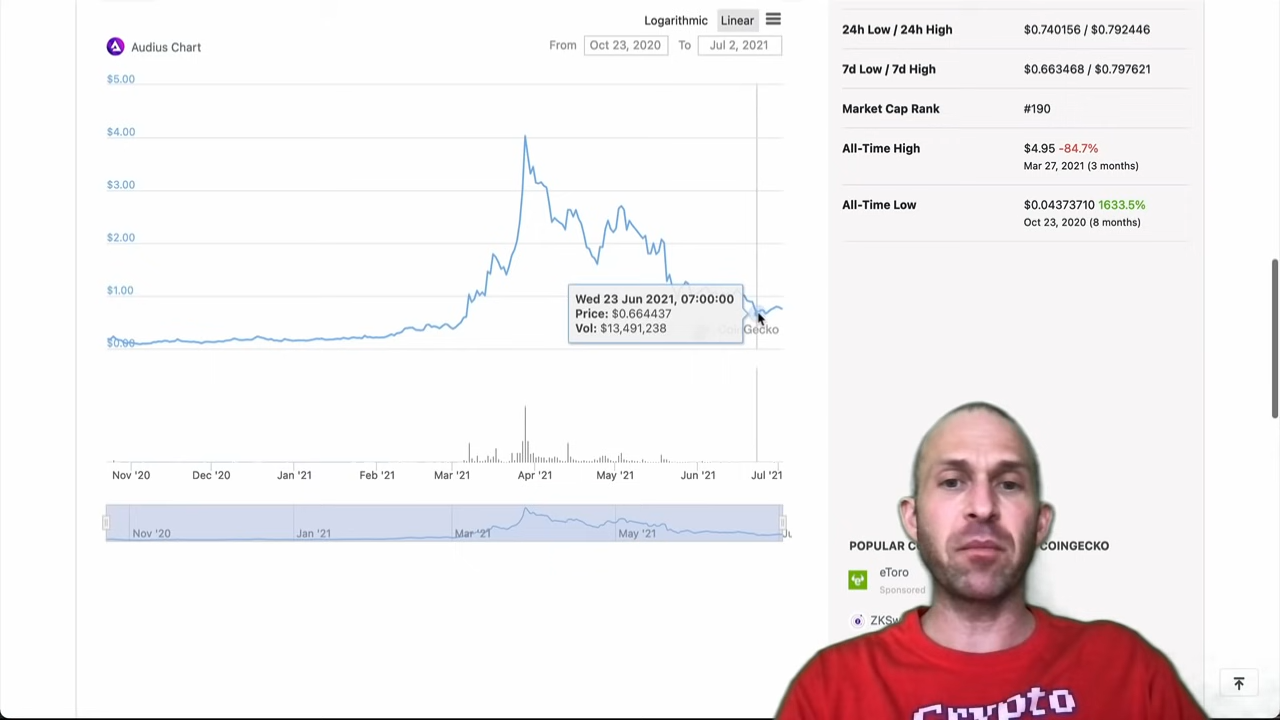 Logarithmic Linear
Audius Chart
From Oct 23, 2020 To Jul 2, 2021
$5.00
$4.00
$3.00
$2.00
$1.00
$0.00
Wed 23 Jun 2021, 07:00:00
Price: $0.664437
Vol: $13,491,238
Gecko
Nov '20 Dec '20 Jan '21 Feb '21 Mar '21 Apr '21 May '21 Jun '21 Jul '21
Nov '20 Jan '21 Mar '21 May '21
24h Low / 24h High $0.740156 / $0.792446
7d Low / 7d High $0.663468 / $0.797621
Market Cap Rank #190
All-Time High $4.95 -84.7%
Mar 27, 2021 (3 months)
All-Time Low $0.04373710 1633.5%
Oct 23, 2020 (8 months)
POPULAR COINGECKO
eToro
Sponsored
Crypto